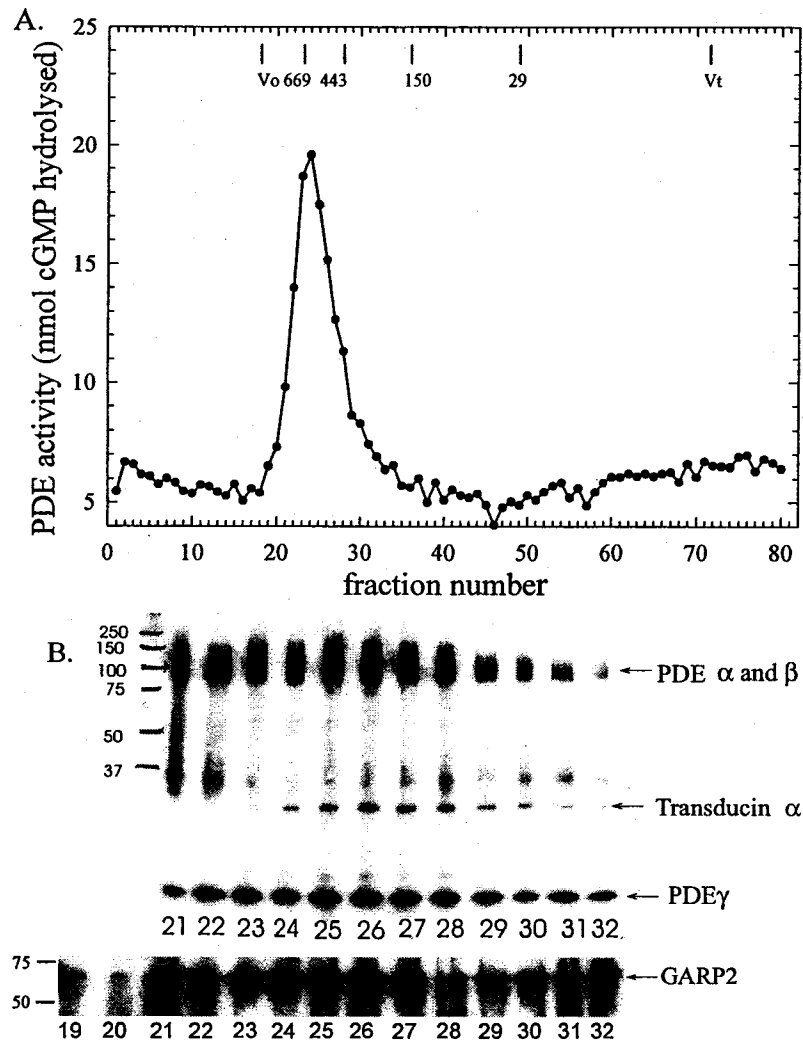 A.
PDE activity (nmol cGMP hydrolysed)
25
20
15
10
5
Vo 669 443 150 29 Vt
0 10 20 30 40 50 60 70 80
fraction number
B.
250
150
100
75
50
37
PDE α and β
Transducin α
PDEγ
21 22 23 24 25 26 27 28 29 30 31 32
75
50
GARP2
19 20 21 22 23 24 25 26 27 28 29 30 31 32